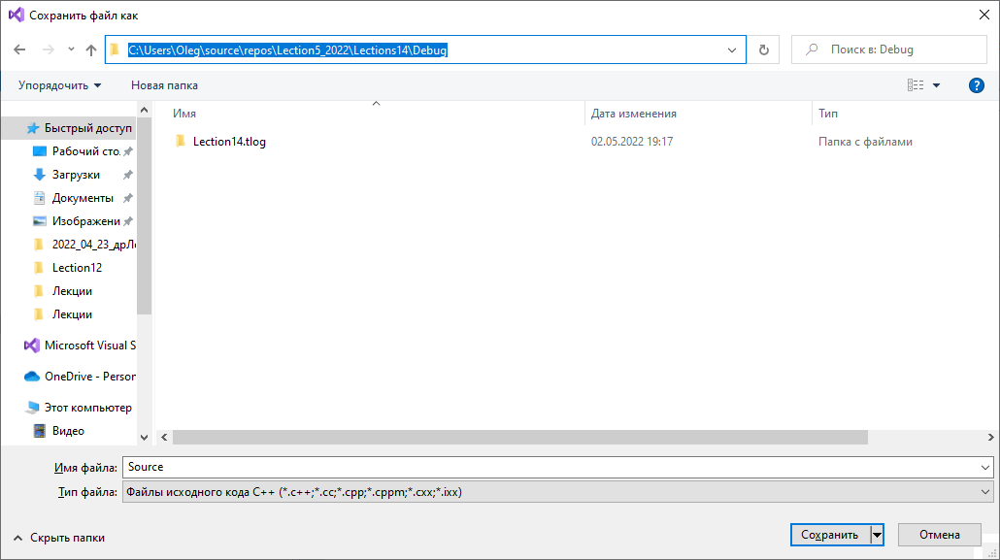 Сохранить файл как
C:\Users\Oleg\source\repos\Lection5_2022\Lections14\Debug
Поиск в: Debug
Упорядочить
Новая папка
?
Имя
Дата изменения
Тип
Быстрый доступ
Lection14.tlog
02.05.2022 19:17
Папка с файлами
Рабочий сто.
Загрузки
Документы
Изображени
2022_04_23_дрЛ
Lection12
Лекции
Лекции
Microsoft Visual S
OneDrive - Person
Этот компьютер
Видео
Имя файла:
Source
Тип файла:
Файлы исходного кода C++ (*.c++;*.cc;*.cpp;*.cppm;*.cxx;*.ixx)
Скрыть папки
Сохранить
Отмена